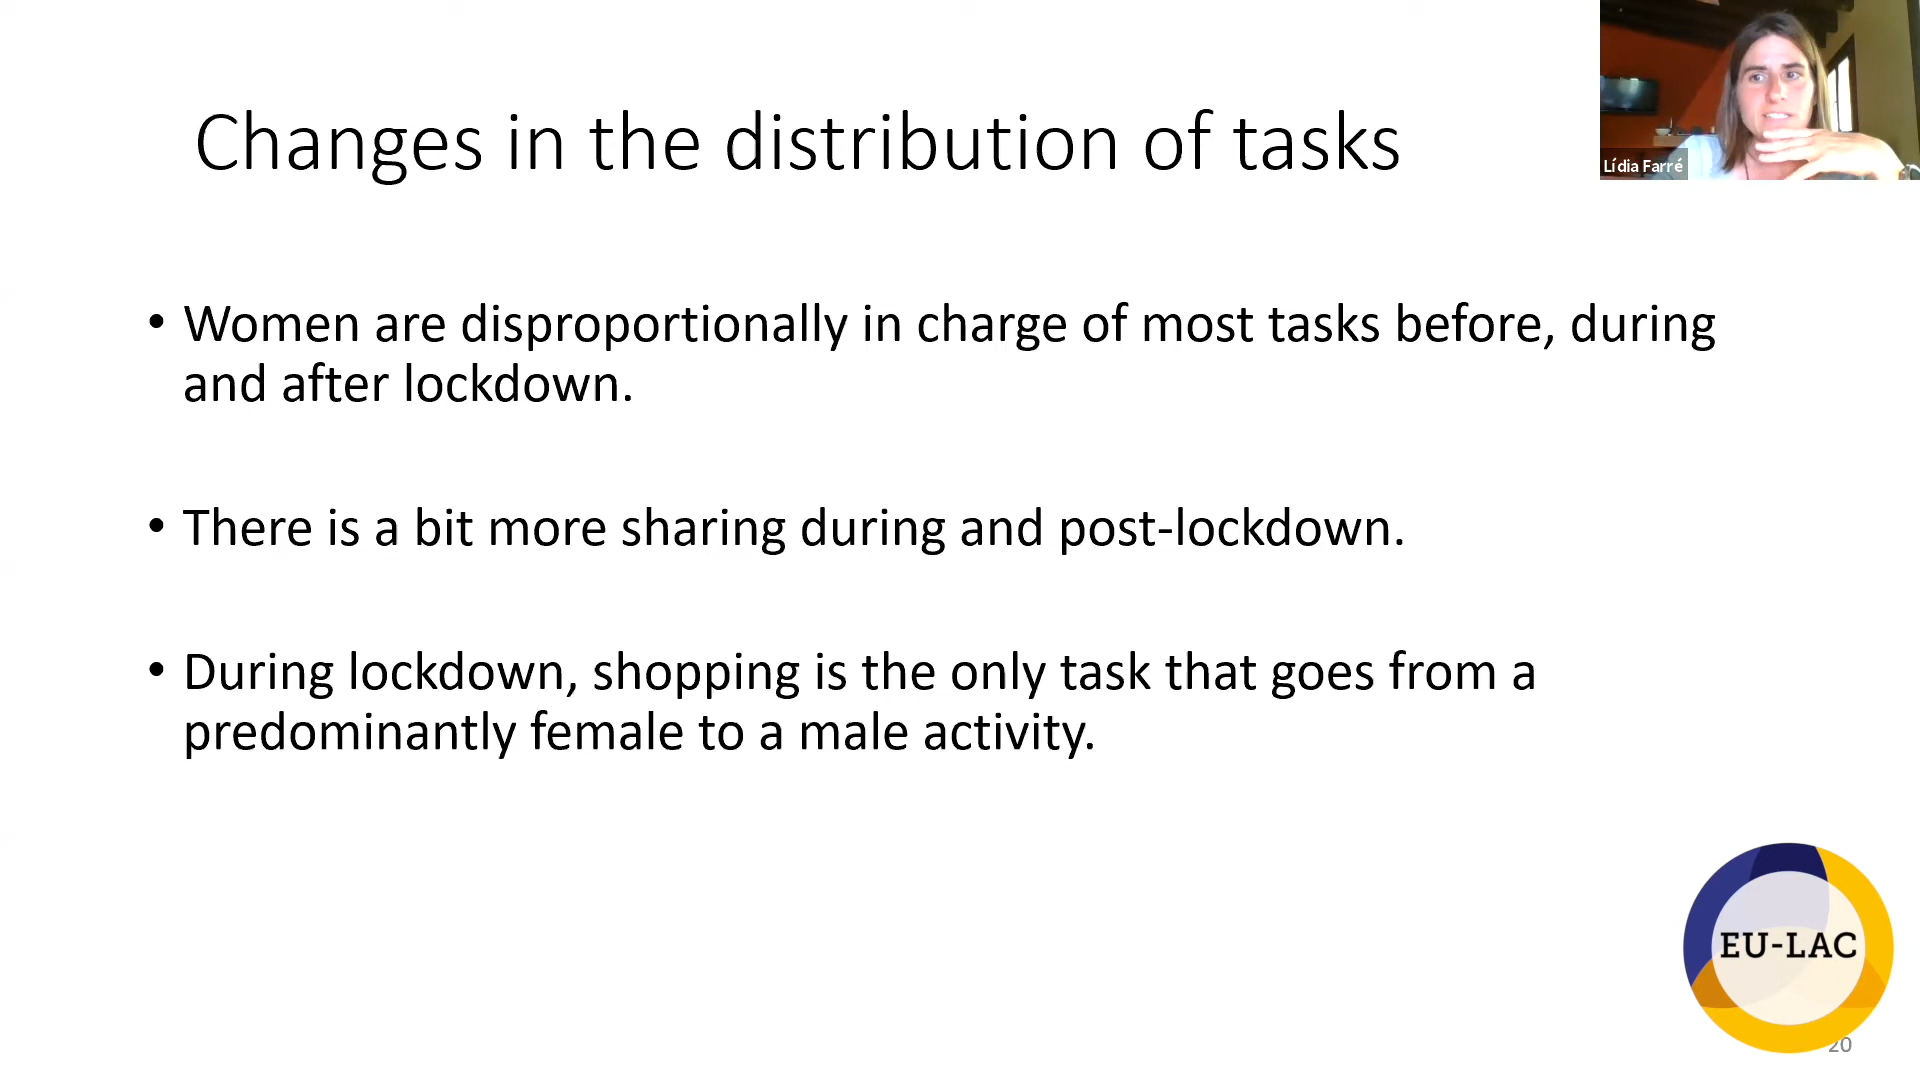 Changes in the distribution of tasks
Lídia Farré
• Women are disproportionally in charge of most tasks before, during
and after lockdown.
• There is a bit more sharing during and post-lockdown.
• During lockdown, shopping is the only task that goes from a
predominantly female to a male activity.
EU-LAC
20